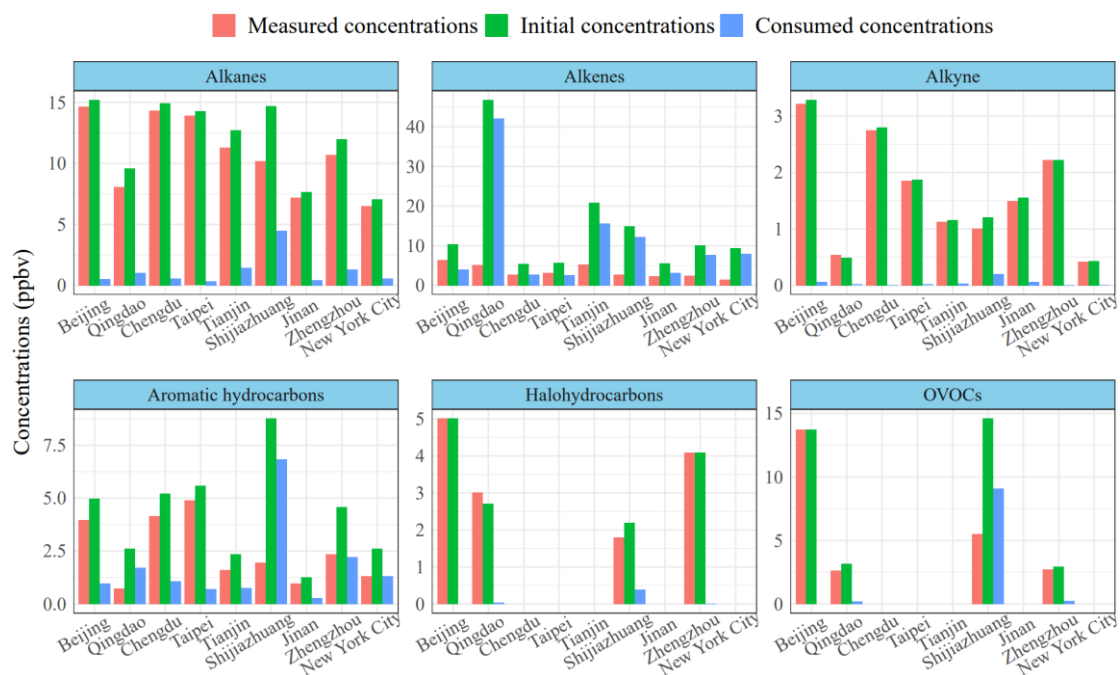 Measured concentrations Initial concentrations Consumed concentrations
Alkanes Alkenes Alkyne
15
10
5
0
40
30
20
10
0
3
2
1
0
Beijing Qingdao Chengdu Taipei Tianjin Shijiazhuang Jinan Zhengzhou New York City
Beijing Qingdao Chengdu Taipei Tianjin Shijiazhuang Jinan Zhengzhou New York City
Beijing Qingdao Chengdu Taipei Tianjin Shijiazhuang Jinan Zhengzhou New York City
Concentrations (ppbv)
Aromatic hydrocarbons Halohydrocarbons OVOCs
7.5
5.0
2.5
0.0
5
4
3
2
1
0
15
10
5
0
Beijing Qingdao Chengdu Taipei Tianjin Shijiazhuang Jinan Zhengzhou New York City
Beijing Qingdao Chengdu Taipei Tianjin Shijiazhuang Jinan Zhengzhou New York City
Beijing Qingdao Chengdu Taipei Tianjin Shijiazhuang Jinan Zhengzhou New York City